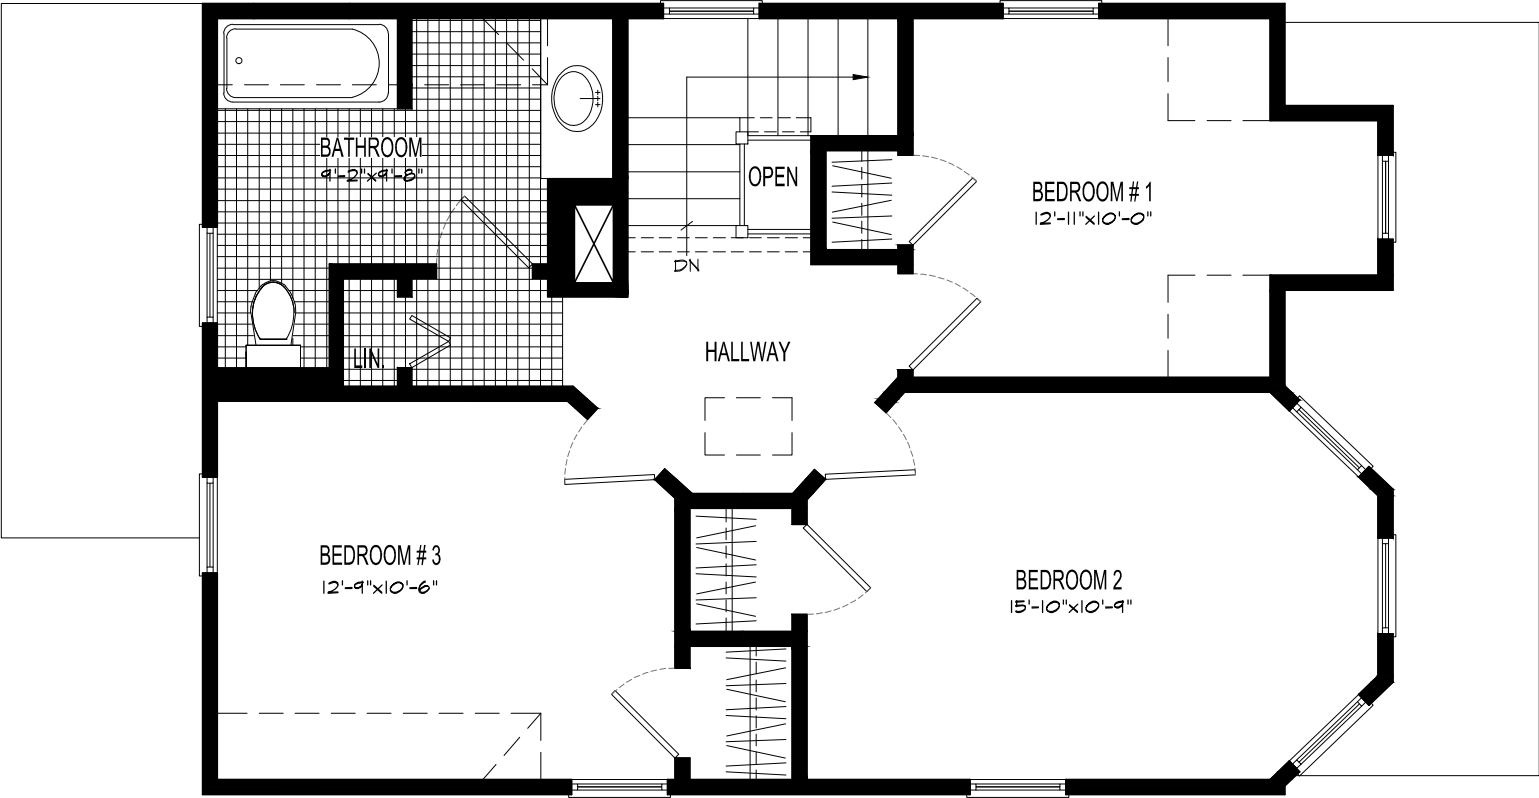 BATHROOM
9'-2"x9'-8"
OPEN
BEDROOM # 1
12'-11"x10'-0"
DN
LIN.
HALLWAY
BEDROOM # 3
12'-9"x10'-6"
BEDROOM 2
15'-10"x10'-9"